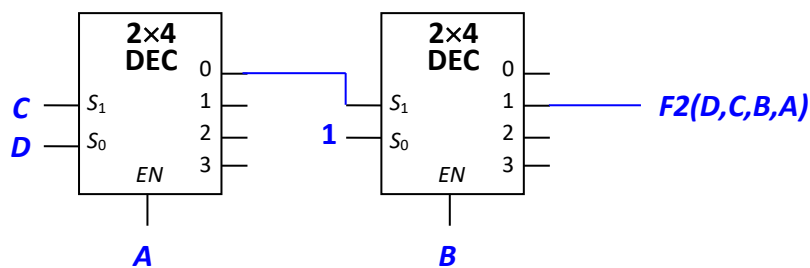 2×4
DEC
0
1
2
3
S1
S0
EN
C
D
A
2×4
DEC
0
1
2
3
S1
S0
EN
1
B
F2(D,C,B,A)